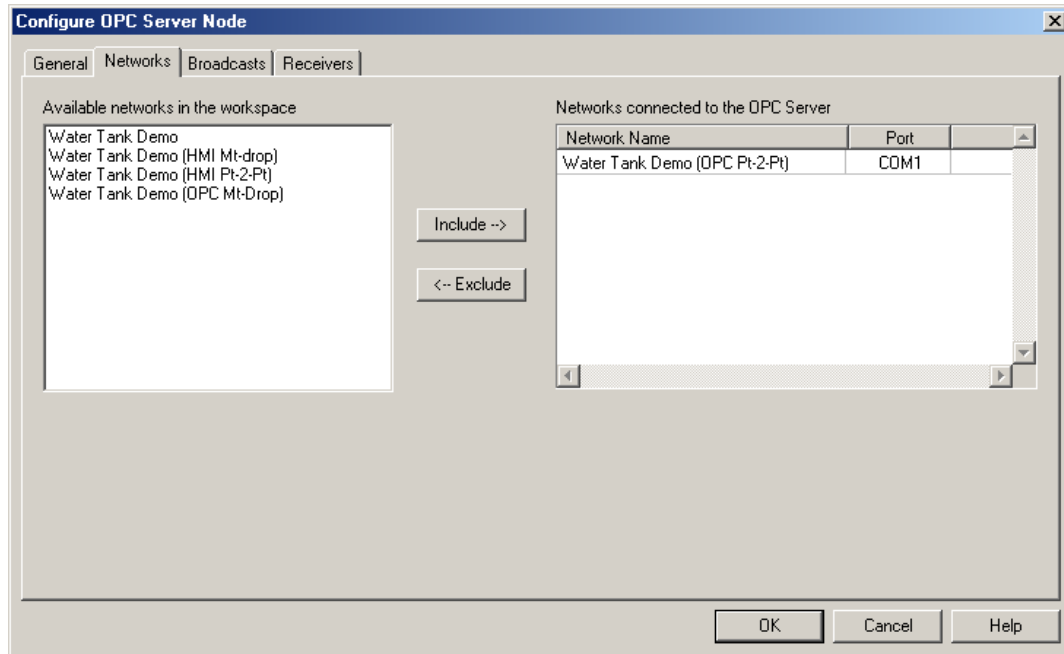 Configure OPC Server Node
General Networks Broadcasts Receivers
Available networks in the workspace
Water Tank Demo
Water Tank Demo (HMI Mt-drop)
Water Tank Demo (HMI Pt-2-Pt)
Water Tank Demo (OPC Mt-Drop)
Include -->
<-- Exclude
Networks connected to the OPC Server
Network Name Port
Water Tank Demo (OPC Pt-2-Pt) COM1
OK Cancel Help